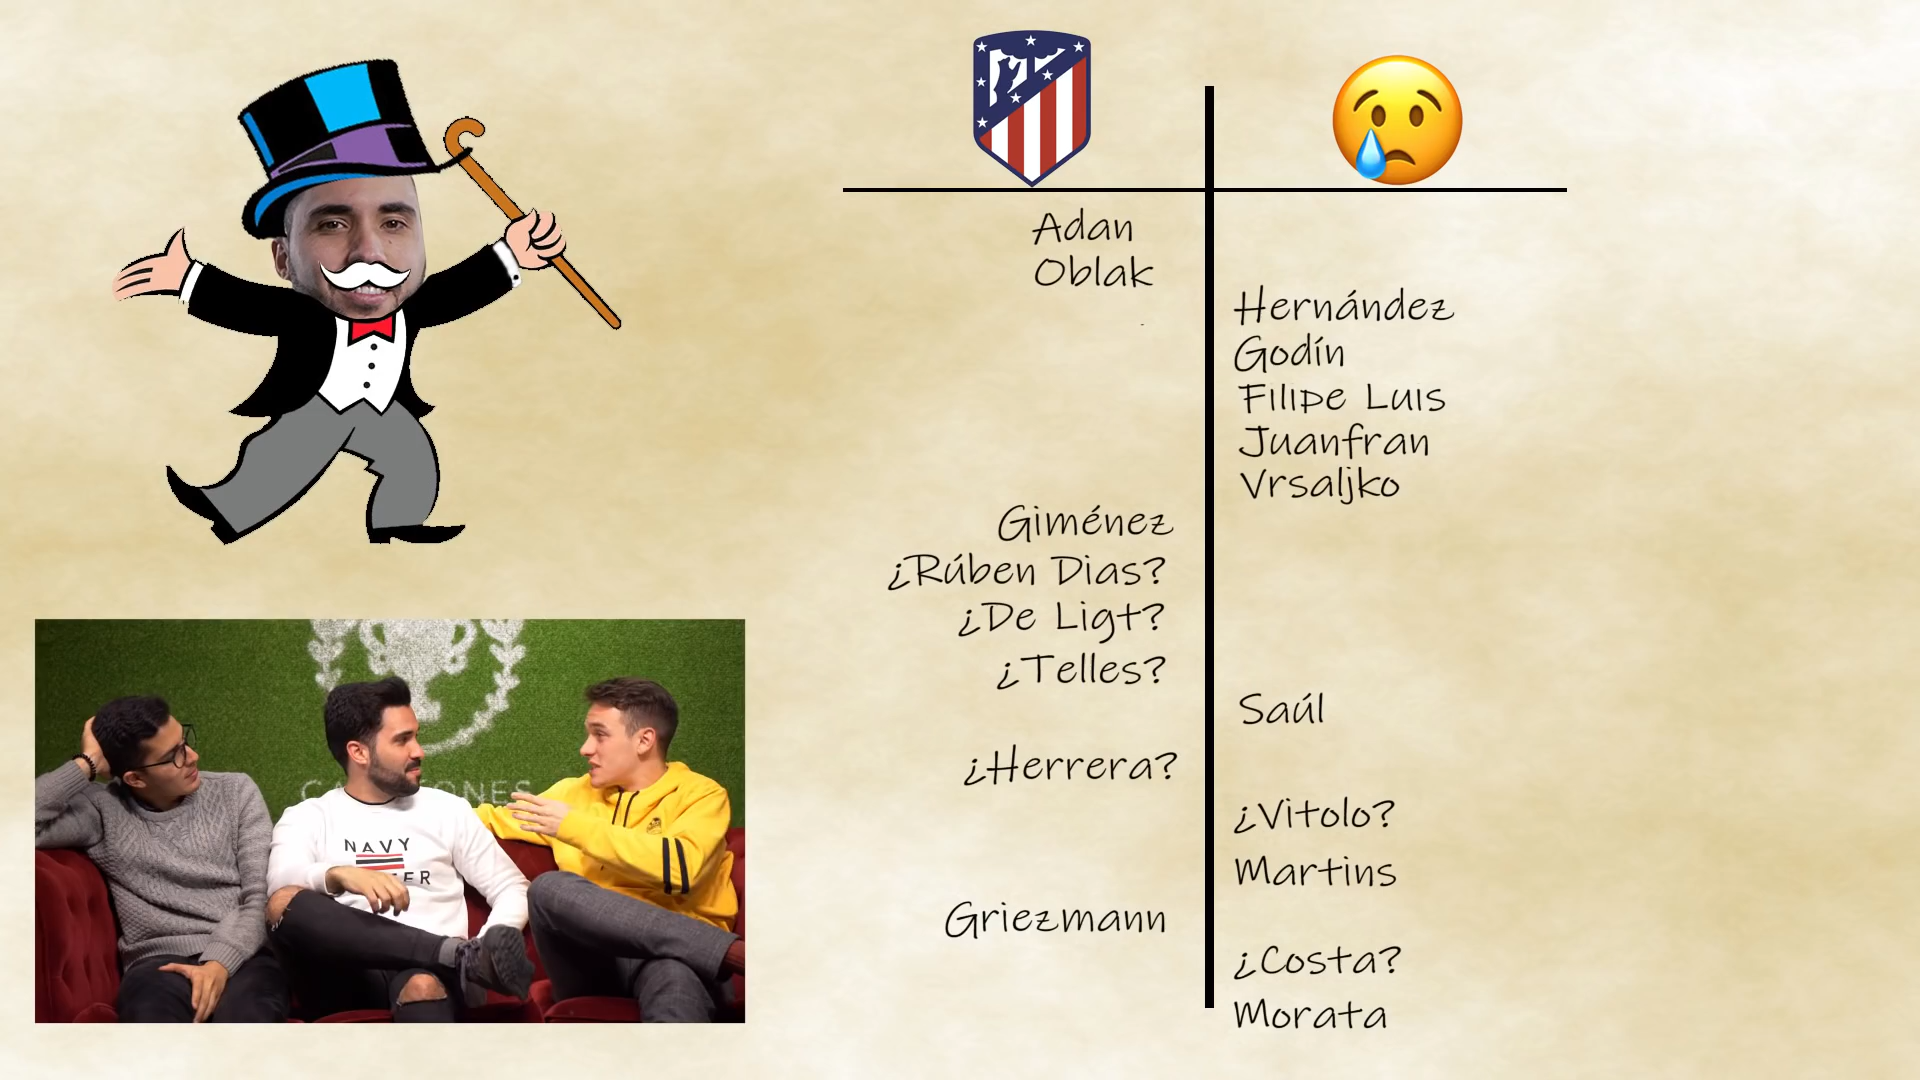 Adan
Oblak
Hernández
Godín
Filipe Luis
Juanfran
Vrsaljko
Giménez
¿Rúben Dias?
¿De Ligt?
¿Telles?
Saúl
¿Herrera?
¿Vitolo?
Martins
Griezmann
¿Costa?
Morata
NAVY